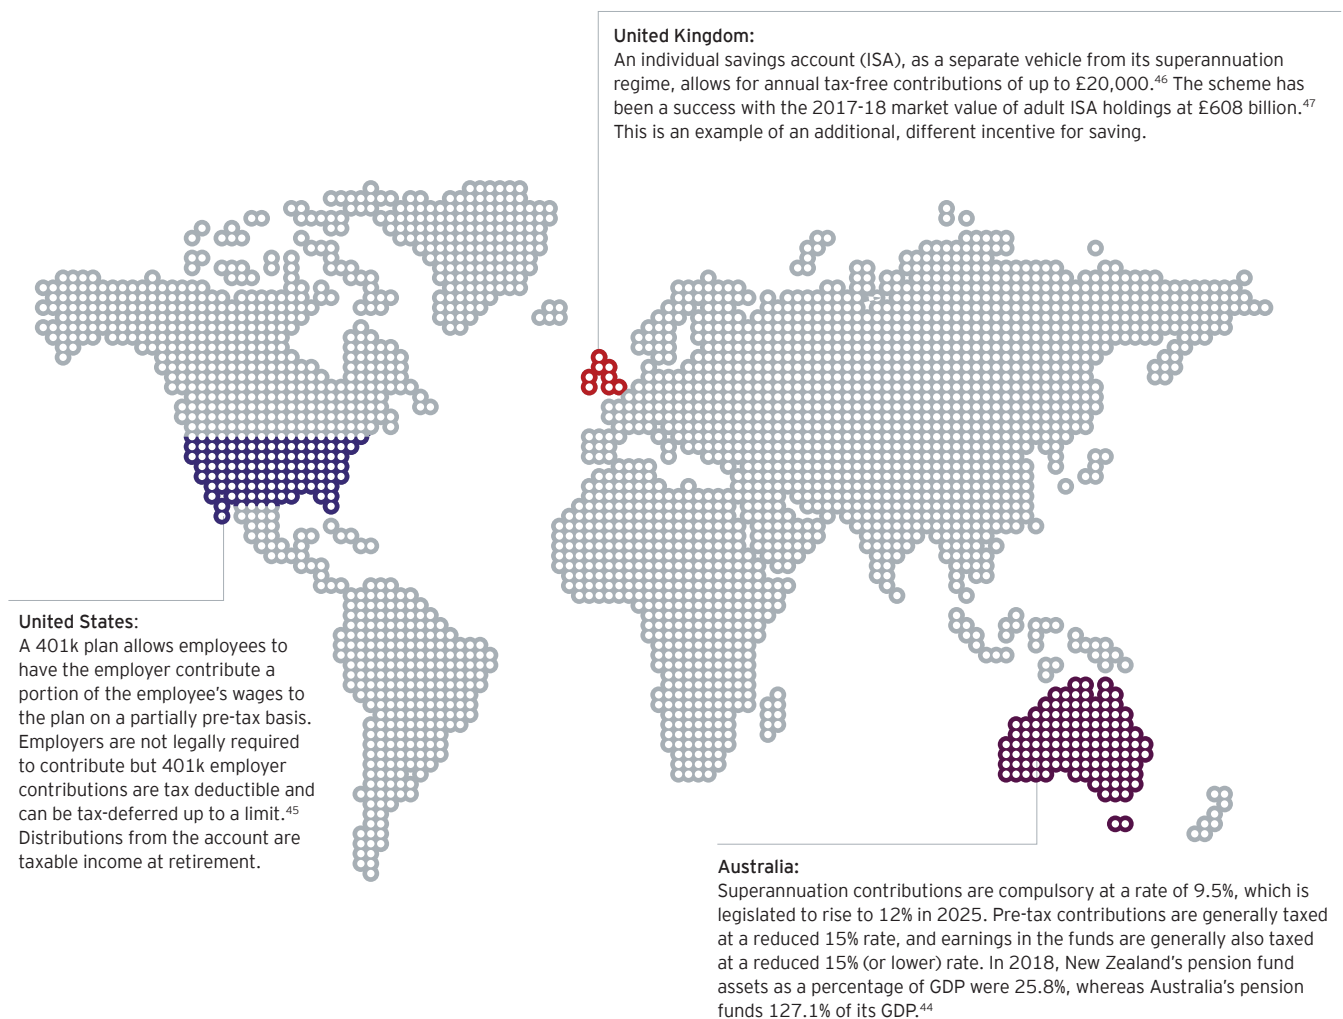 United Kingdom:
An individual savings account (ISA), as a separate vehicle from its superannuation
regime, allows for annual tax-free contributions of up to £20,000.46 The scheme has
been a success with the 2017-18 market value of adult ISA holdings at £608 billion.47
This is an example of an additional, different incentive for saving.
United States:
A 401k plan allows employees to
have the employer contribute a
portion of the employee's wages to
the plan on a partially pre-tax basis.
Employers are not legally required
to contribute but 401k employer
contributions are tax deductible and
can be tax-deferred up to a limit.45
Distributions from the account are
taxable income at retirement.
Australia:
Superannuation contributions are compulsory at a rate of 9.5%, which is
legislated to rise to 12% in 2025. Pre-tax contributions are generally taxed
at a reduced 15% rate, and earnings in the funds are generally also taxed
at a reduced 15% (or lower) rate. In 2018, New Zealand's pension fund
assets as a percentage of GDP were 25.8%, whereas Australia's pension
funds 127.1% of its GDP.44